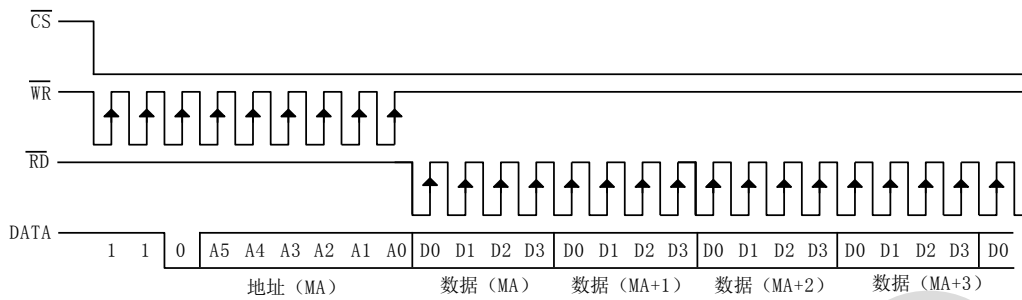 CS
WR
RD
DATA
1 1 0 A5 A4 A3 A2 A1 A0 D0 D1 D2 D3 D0 D1 D2 D3 D0 D1 D2 D3 D0 D1 D2 D3 D0
地址（MA） 数据（MA） 数据（MA+1） 数据（MA+2） 数据（MA+3）